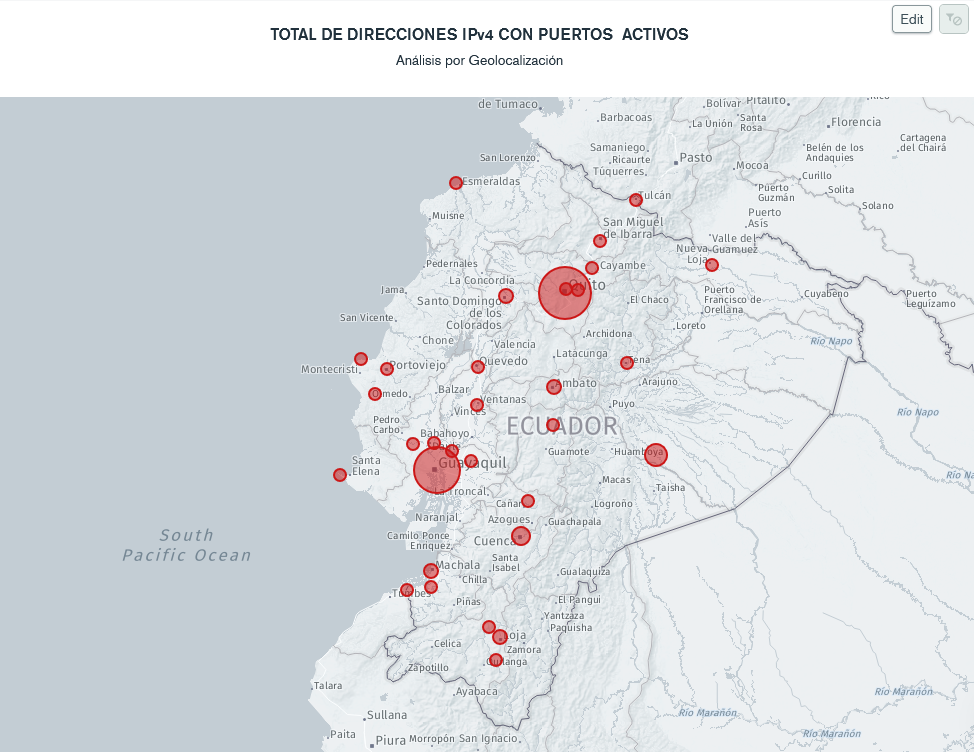 Edit
TOTAL DE DIRECCIONES IPv4 CON PUERTOS ACTIVOS
Análisis por Geolocalización
de Tumaco
Bolívar
Pitalito
Barbacoas
La Unión
Santa
Rosa
Florencia
Cartagena
del Chairá
San Lorenzo
Samaniego
Ricaurte
Túquerres
Pasto
Mocoa
Belén de los
Andaquies
Curillo
Solita
Solano
Esmeraldas
Tulcán
Puerto
Guzmán
Muisne
San Miguel
de Ibarra
Puerto
Asís
Valle del
Guamuez
Nueva
Loja
Pedernales
Cayambe
La Concordia
Quito
Jama
Santo Domingo
de los
Colorados
El Chaco
Puerto
Francisco de
Orellana
Cuyabeno
Puerto
Leguízamo
San Vicente
Chone
Valencia
Archidona
Loreto
Río Napo
Montecristi
Portoviejo
Quevedo
Latacunga
Tena
Arajuno
Ambato
Balzar
Ventanas
Vinces
Puyo
Río Napo
Pedro
Carbo
Babahoyo
ECUADOR
Guamote
Huamboya
Santa
Elena
Guayaquil
Macas
Taisha
La Troncal
Cañar
Logroño
Naranjal
Azogues
Guachapala
Camilo Ponce
Enríquez
Cuenca
South
Pacific Ocean
Machala
Santa
Isabel
Chilla
Gualaquiza
Tumbes
Piñas
El Pangui
Yantzaza
Paquisha
Loja
Celica
Zamora
Zapotillo
Talara
Ayabaca
Río Marañón
Sullana
Río Marañón
Paita
Piura
Morropón
San Ignacio
Río Marañón